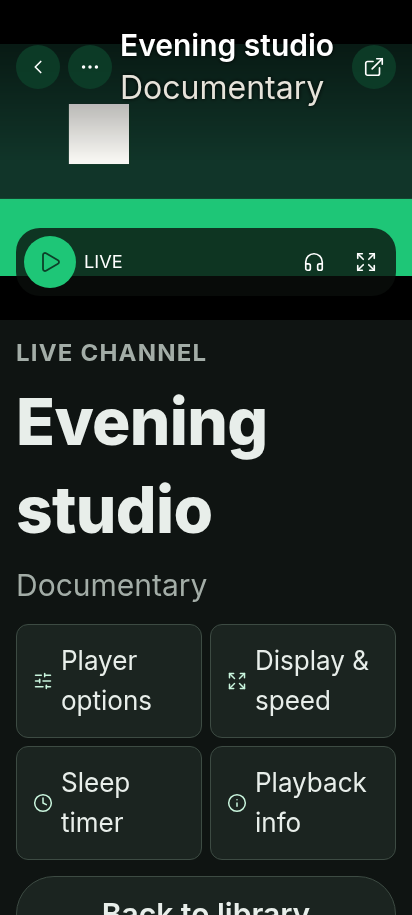 Evening studio
Documentary
LIVE
LIVE CHANNEL
Evening
studio
Documentary
Player
options
Display &
speed
Sleep
timer
Playback
info
Back to library